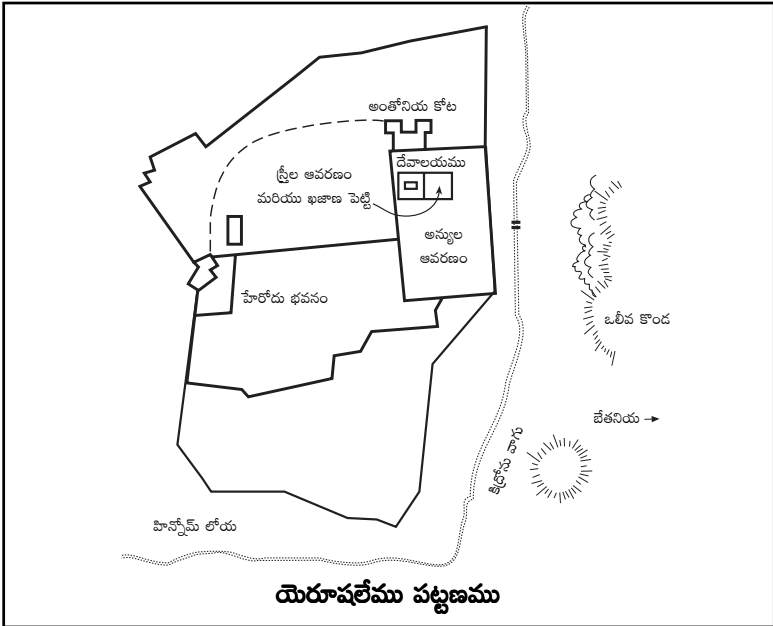 అంతోనియ కోట
దేవాలయము
స్త్రీల ఆవరణం
మరియు ఖజాణ పెట్టి
అన్యుల
ఆవరణం
హేరోదు భవనం
ఒలీవ కొండ
బేతనియ
కిద్రోను వాగు
హిన్నోమ్ లోయ
యెరూషలేము పట్టణము